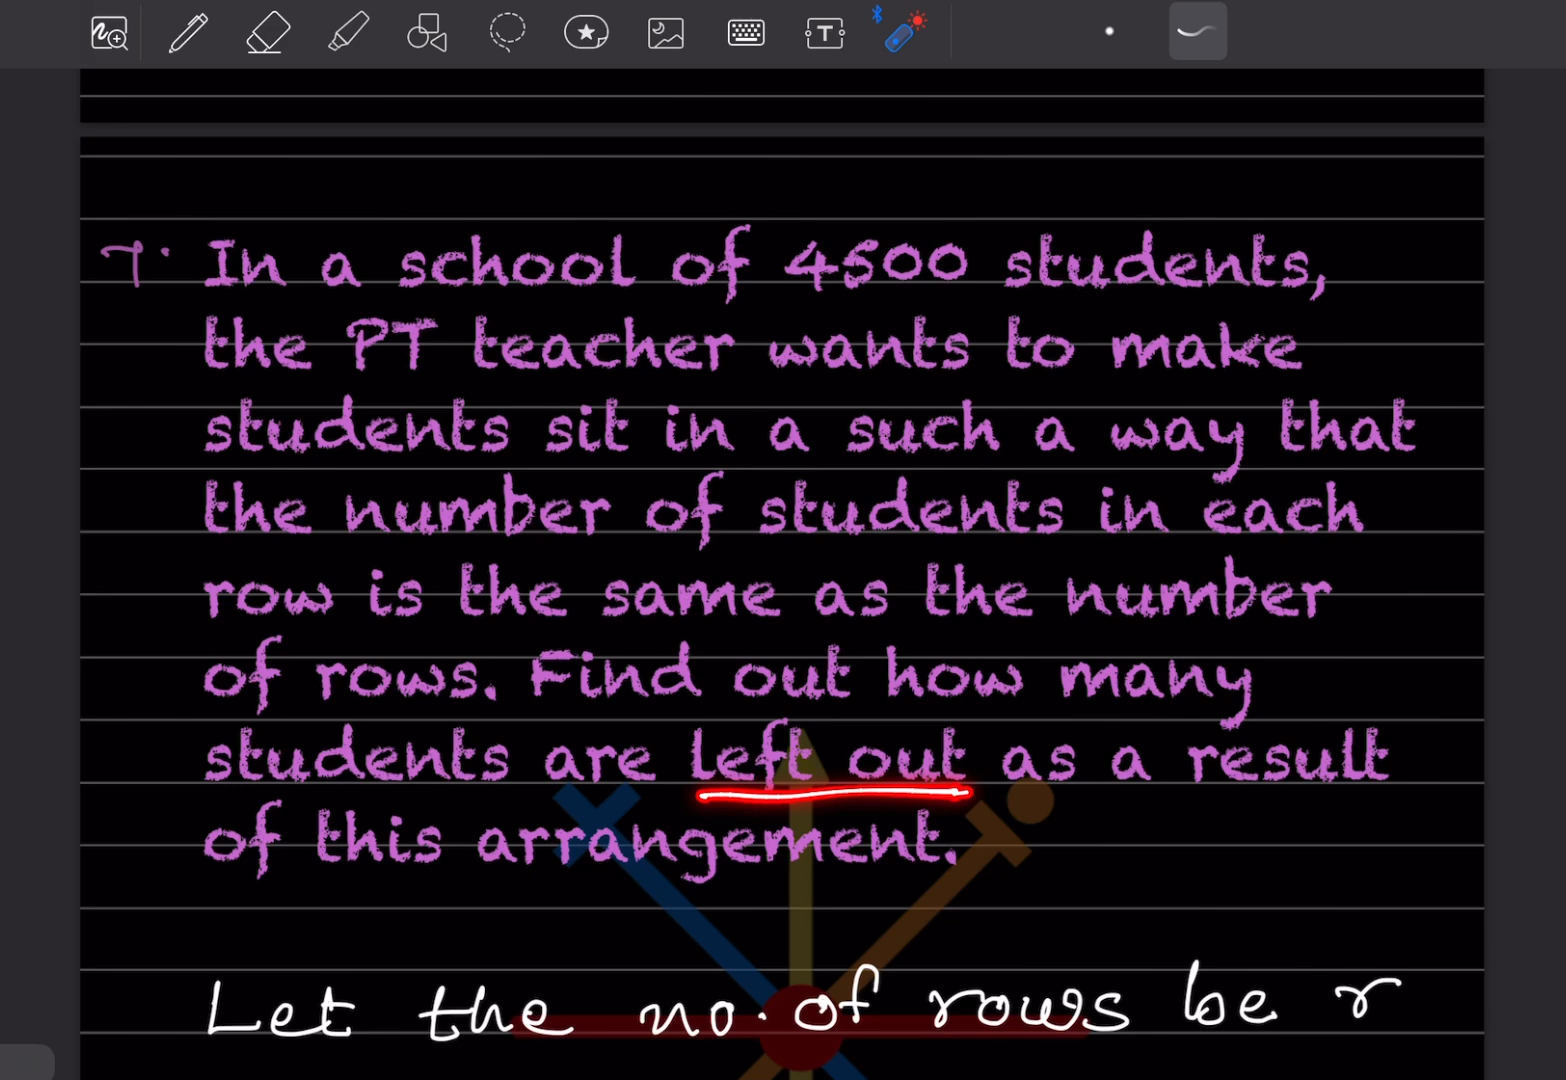 7. In a school of 4500 students,
the PT teacher wants to make
students sit in a such a way that
the number of students in each
row is the same as the number
of rows. Find out how many
students are left out as a result
of this arrangement.
Let the no. of rows be r